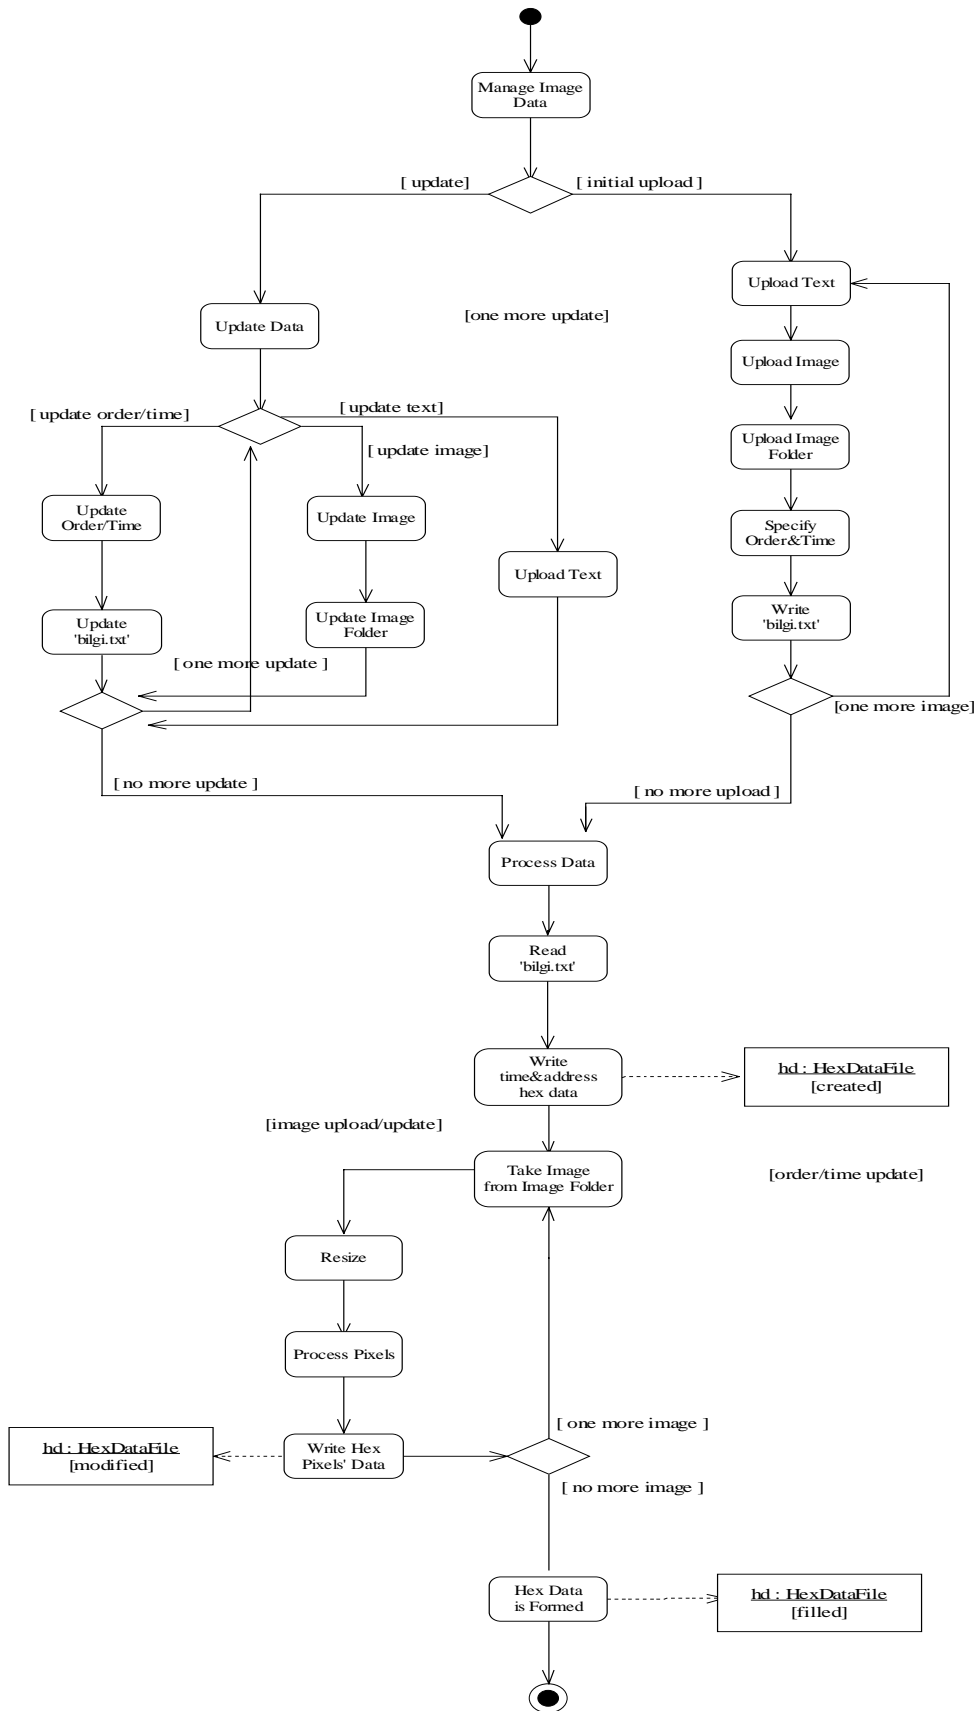 Manage Image
Data
[ update]
[ initial upload ]
Upload Text
Update Data
[one more update]
Upload Image
[ update order/time]
[ update text]
[ update image]
Upload Image
Folder
Update
Order/Time
Update Image
Specify
Order&Time
Upload Text
Update
'bilgi.txt'
Update Image
Folder
Write
'bilgi.txt'
[ one more update ]
[one more image]
[ no more update ]
[ no more upload ]
Process Data
Read
'bilgi.txt'
Write
time&address
hex data
hd : HexDataFile
[created]
[image upload/update]
Take Image
from Image Folder
[order/time update]
Resize
Process Pixels
[ one more image ]
hd : HexDataFile
[modified]
Write Hex
Pixels' Data
[ no more image ]
Hex Data
is Formed
hd : HexDataFile
[filled]